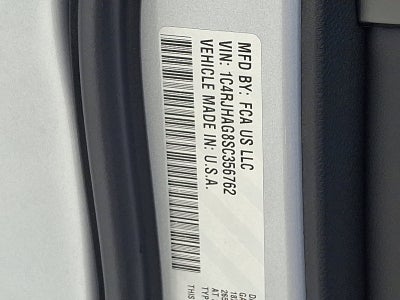 MFD BY: FCA US LLC
VIN: 1C4RJHAG8SC356762
VEHICLE MADE IN: U.S.A.